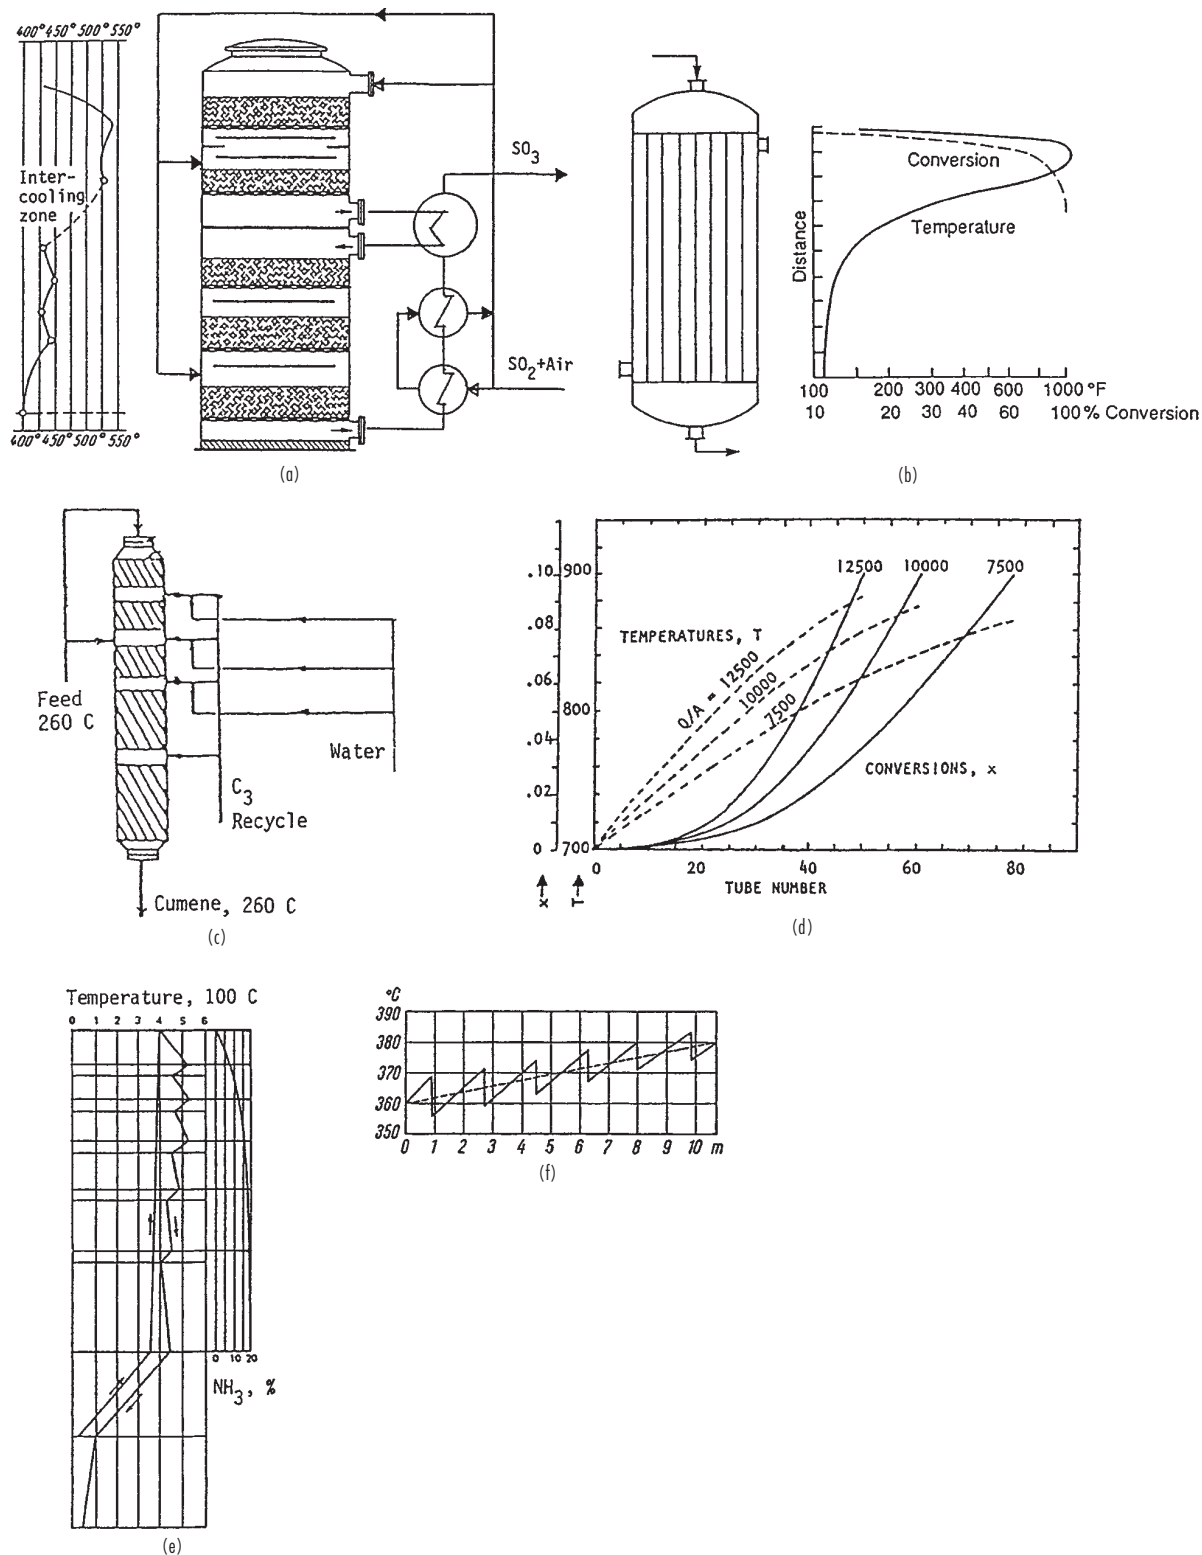 400° 450° 500° 550°
Inter-
cooling
zone
400° 450° 500° 550°
SO3
SO2+Air
(a)
Conversion
Temperature
Distance
100 200 300 400 600 1000 °F
10 20 30 40 60 100 % Conversion
(b)
Feed
260 C
Water
C3
Recycle
Cumene, 260 C
(c)
.10 900
.08
.06
800
.04
.02
0 700
12500 10000 7500
TEMPERATURES, T
Q/A = 12500
10000
7500
CONVERSIONS, x
0 20 40 60 80
x T
TUBE NUMBER
(d)
Temperature, 100 C
0 1 2 3 4 5 6
0 10 20
NH3, %
(e)
°C
390
380
370
360
350
0 1 2 3 4 5 6 7 8 9 10 m
(f)